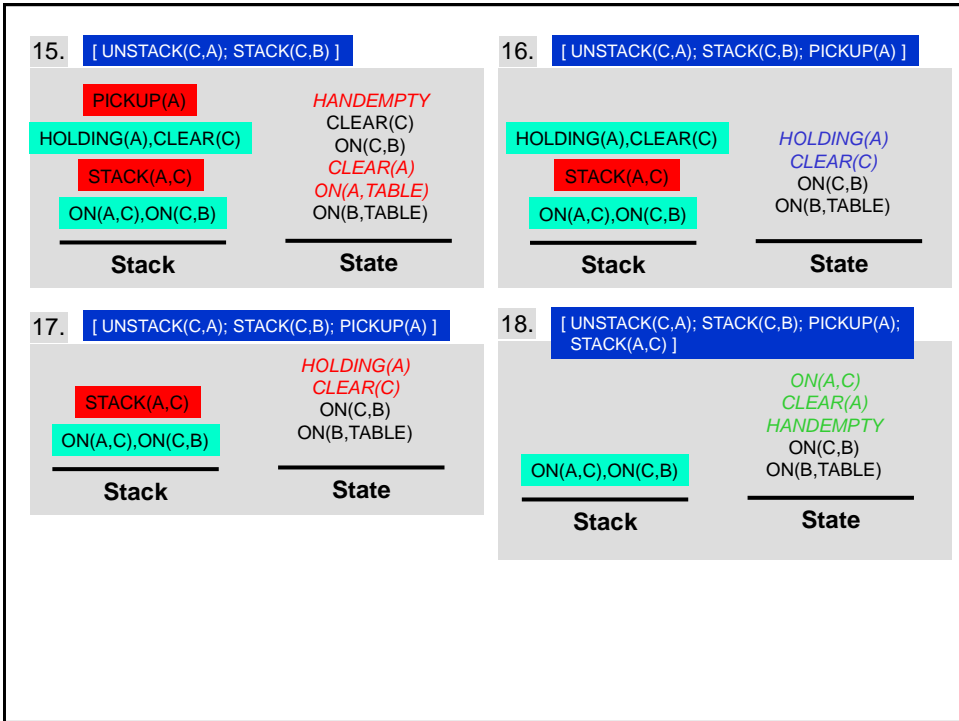 15.
[ UNSTACK(C,A); STACK(C,B) ]
PICKUP(A)
HOLDING(A),CLEAR(C)
STACK(A,C)
ON(A,C),ON(C,B)
Stack
HANDEMPTY
CLEAR(C)
ON(C,B)
CLEAR(A)
ON(A,TABLE)
ON(B,TABLE)
State
16.
[ UNSTACK(C,A); STACK(C,B); PICKUP(A) ]
HOLDING(A),CLEAR(C)
STACK(A,C)
ON(A,C),ON(C,B)
Stack
HOLDING(A)
CLEAR(C)
ON(C,B)
ON(B,TABLE)
State
17.
[ UNSTACK(C,A); STACK(C,B); PICKUP(A) ]
STACK(A,C)
ON(A,C),ON(C,B)
Stack
HOLDING(A)
CLEAR(C)
ON(C,B)
ON(B,TABLE)
State
18.
[ UNSTACK(C,A); STACK(C,B); PICKUP(A);
STACK(A,C) ]
ON(A,C),ON(C,B)
Stack
ON(A,C)
CLEAR(A)
HANDEMPTY
ON(C,B)
ON(B,TABLE)
State